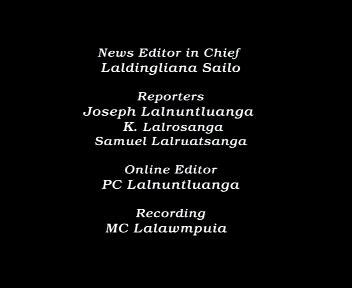 News Editor in Chief
Laldingliana Sailo
Reporters
Joseph Lalnuntluanga
K. Lalrosanga
Samuel Lalruatsanga
Online Editor
PC Lalnuntluanga
Recording
MC Lalawmpuia